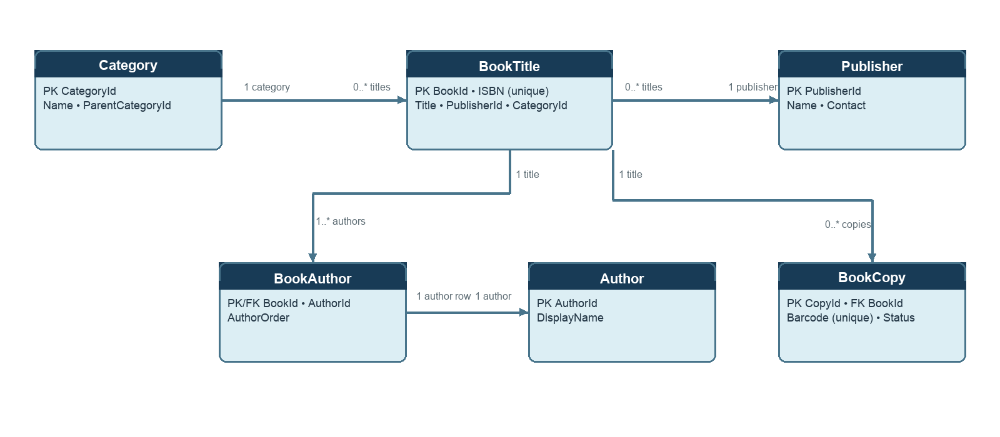 Category
PK CategoryId
Name • ParentCategoryId
1 category
0..* titles
BookTitle
PK BookId • ISBN (unique)
Title • PublisherId • CategoryId
0..* titles
1 publisher
Publisher
PK PublisherId
Name • Contact
1 title
1 title
1..* authors
0..* copies
BookAuthor
PK/FK BookId • AuthorId
AuthorOrder
1 author row
1 author
Author
PK AuthorId
DisplayName
BookCopy
PK CopyId • FK BookId
Barcode (unique) • Status